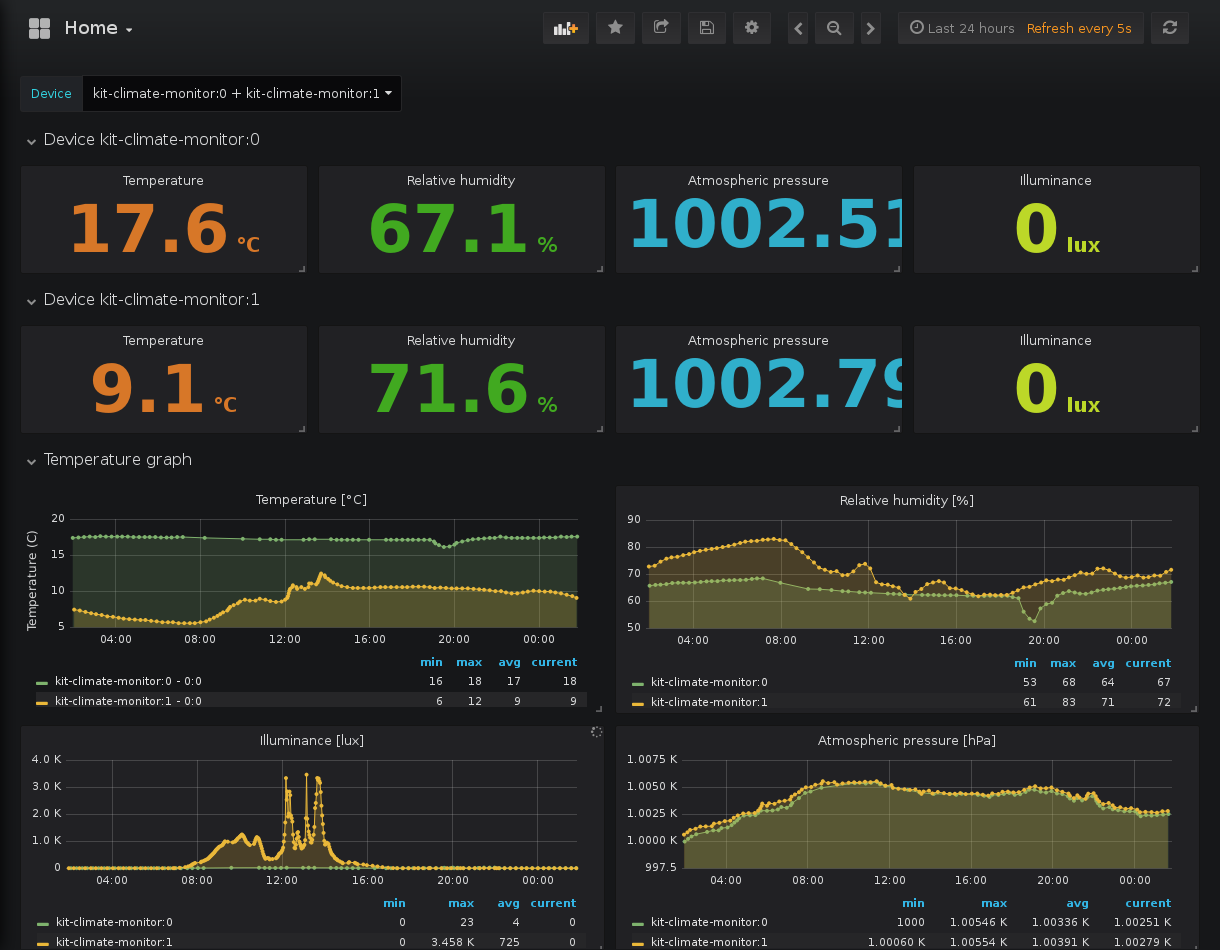 Home
Last 24 hours Refresh every 5s
Device kit-climate-monitor:0 + kit-climate-monitor:1
Device kit-climate-monitor:0
Temperature Relative humidity Atmospheric pressure Illuminance
17.6 °C 67.1 % 1002.51 0 lux
Device kit-climate-monitor:1
Temperature Relative humidity Atmospheric pressure Illuminance
9.1 °C 71.6 % 1002.79 0 lux
Temperature graph
Temperature [°C]
Temperature (C)
20
15
10
5
04:00 08:00 12:00 16:00 20:00 00:00
min max avg current
kit-climate-monitor:0 - 0:0 16 18 17 18
kit-climate-monitor:1 - 0:0 6 12 9 9
Relative humidity [%]
90
80
70
60
50
04:00 08:00 12:00 16:00 20:00 00:00
min max avg current
kit-climate-monitor:0 53 68 64 67
kit-climate-monitor:1 61 83 71 72
Illuminance [lux]
4.0 K
3.0 K
2.0 K
1.0 K
0
04:00 08:00 12:00 16:00 20:00 00:00
min max avg current
kit-climate-monitor:0 0 23 4 0
kit-climate-monitor:1 0 3.458 K 725 0
Atmospheric pressure [hPa]
1.0075 K
1.0050 K
1.0025 K
1.0000 K
997.5
04:00 08:00 12:00 16:00 20:00 00:00
min max avg current
kit-climate-monitor:0 1000 1.00546 K 1.00336 K 1.00251 K
kit-climate-monitor:1 1.00060 K 1.00554 K 1.00391 K 1.00279 K